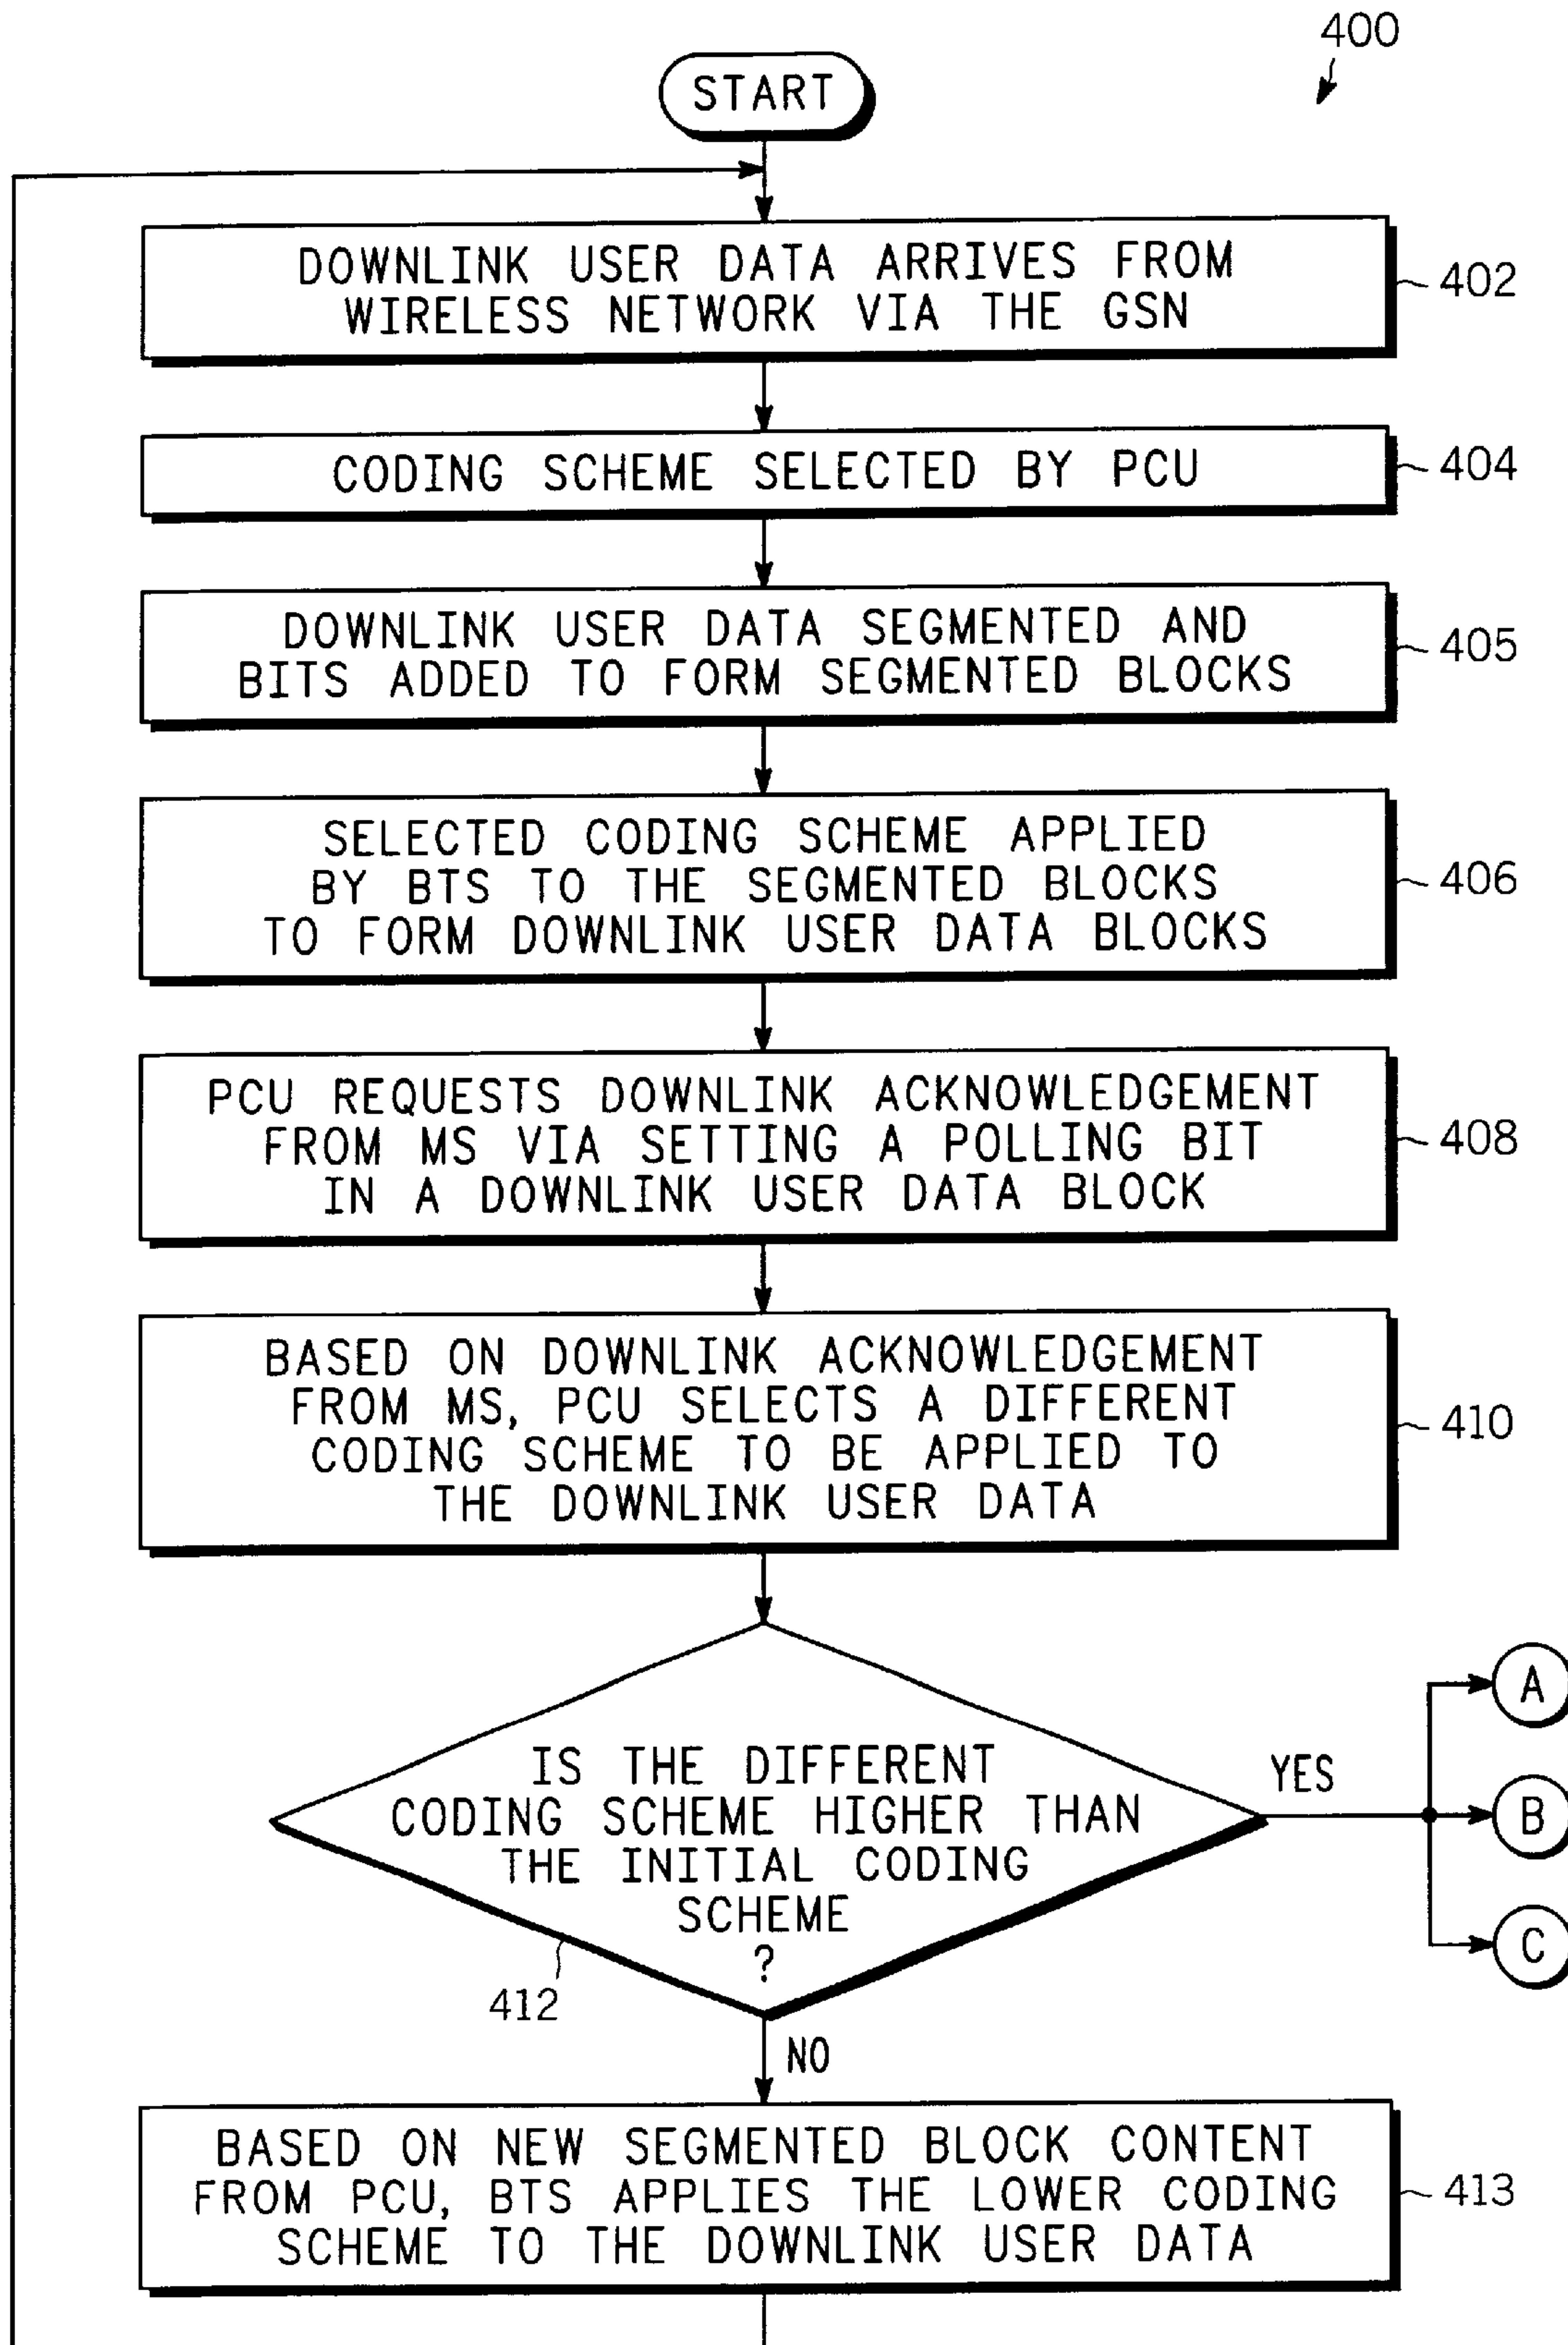 400
START
DOWNLINK USER DATA ARRIVES FROM
WIRELESS NETWORK VIA THE GSN
402
CODING SCHEME SELECTED BY PCU
404
DOWNLINK USER DATA SEGMENTED AND
BITS ADDED TO FORM SEGMENTED BLOCKS
405
SELECTED CODING SCHEME APPLIED
BY BTS TO THE SEGMENTED BLOCKS
TO FORM DOWNLINK USER DATA BLOCKS
406
PCU REQUESTS DOWNLINK ACKNOWLEDGEMENT
FROM MS VIA SETTING A POLLING BIT
IN A DOWNLINK USER DATA BLOCK
408
BASED ON DOWNLINK ACKNOWLEDGEMENT
FROM MS, PCU SELECTS A DIFFERENT
CODING SCHEME TO BE APPLIED TO
THE DOWNLINK USER DATA
410
IS THE DIFFERENT
CODING SCHEME HIGHER THAN
THE INITIAL CODING
SCHEME
?
412
YES
A
B
C
NO
BASED ON NEW SEGMENTED BLOCK CONTENT
FROM PCU, BTS APPLIES THE LOWER CODING
SCHEME TO THE DOWNLINK USER DATA
413